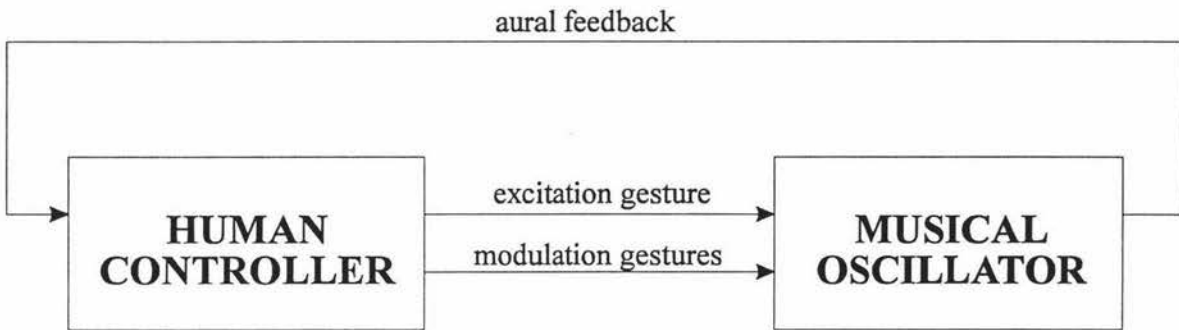 aural feedback
HUMAN
CONTROLLER
excitation gesture
modulation gestures
MUSICAL
OSCILLATOR